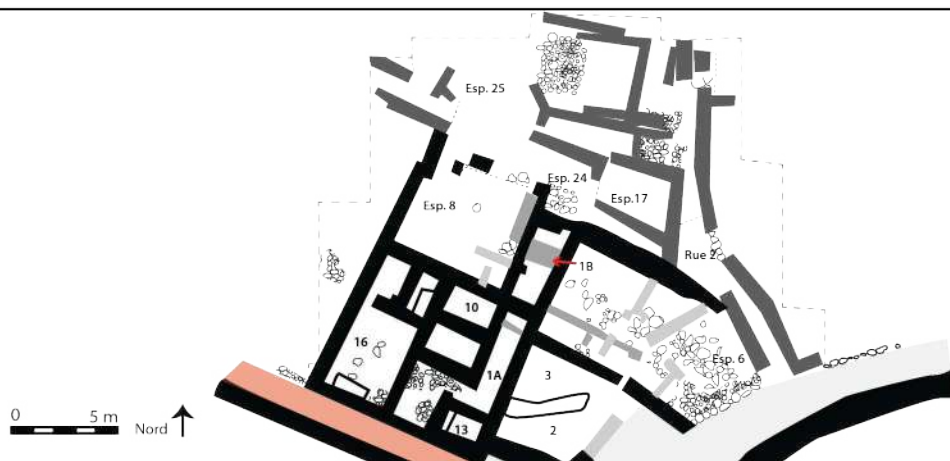 Esp. 25
Esp. 24
Esp.17
Esp. 8
Rue 2
1B
10
16
Esp. 6
1A
3
13
2
0 5 m
Nord